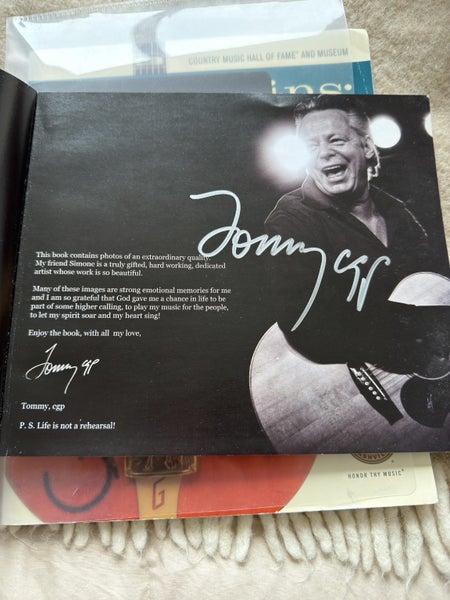 COUNTRY MUSIC HALL OF FAME® AND MUSEUM
ins:
Tommy cgp
This book contains photos of an extraordinary quality.
My friend Simone is a truly gifted, hard working, dedicated
artist whose work is so beautiful.
Many of these images are strong emotional memories for me
and I am so grateful that God gave me a chance in life to be
part of some higher calling, to play my music for the people,
to let my spirit soar and my heart sing!
Enjoy the book, with all my love,
Tommy cgp
Tommy, cgp
P. S. Life is not a rehearsal!
G
HONOR THY MUSIC®